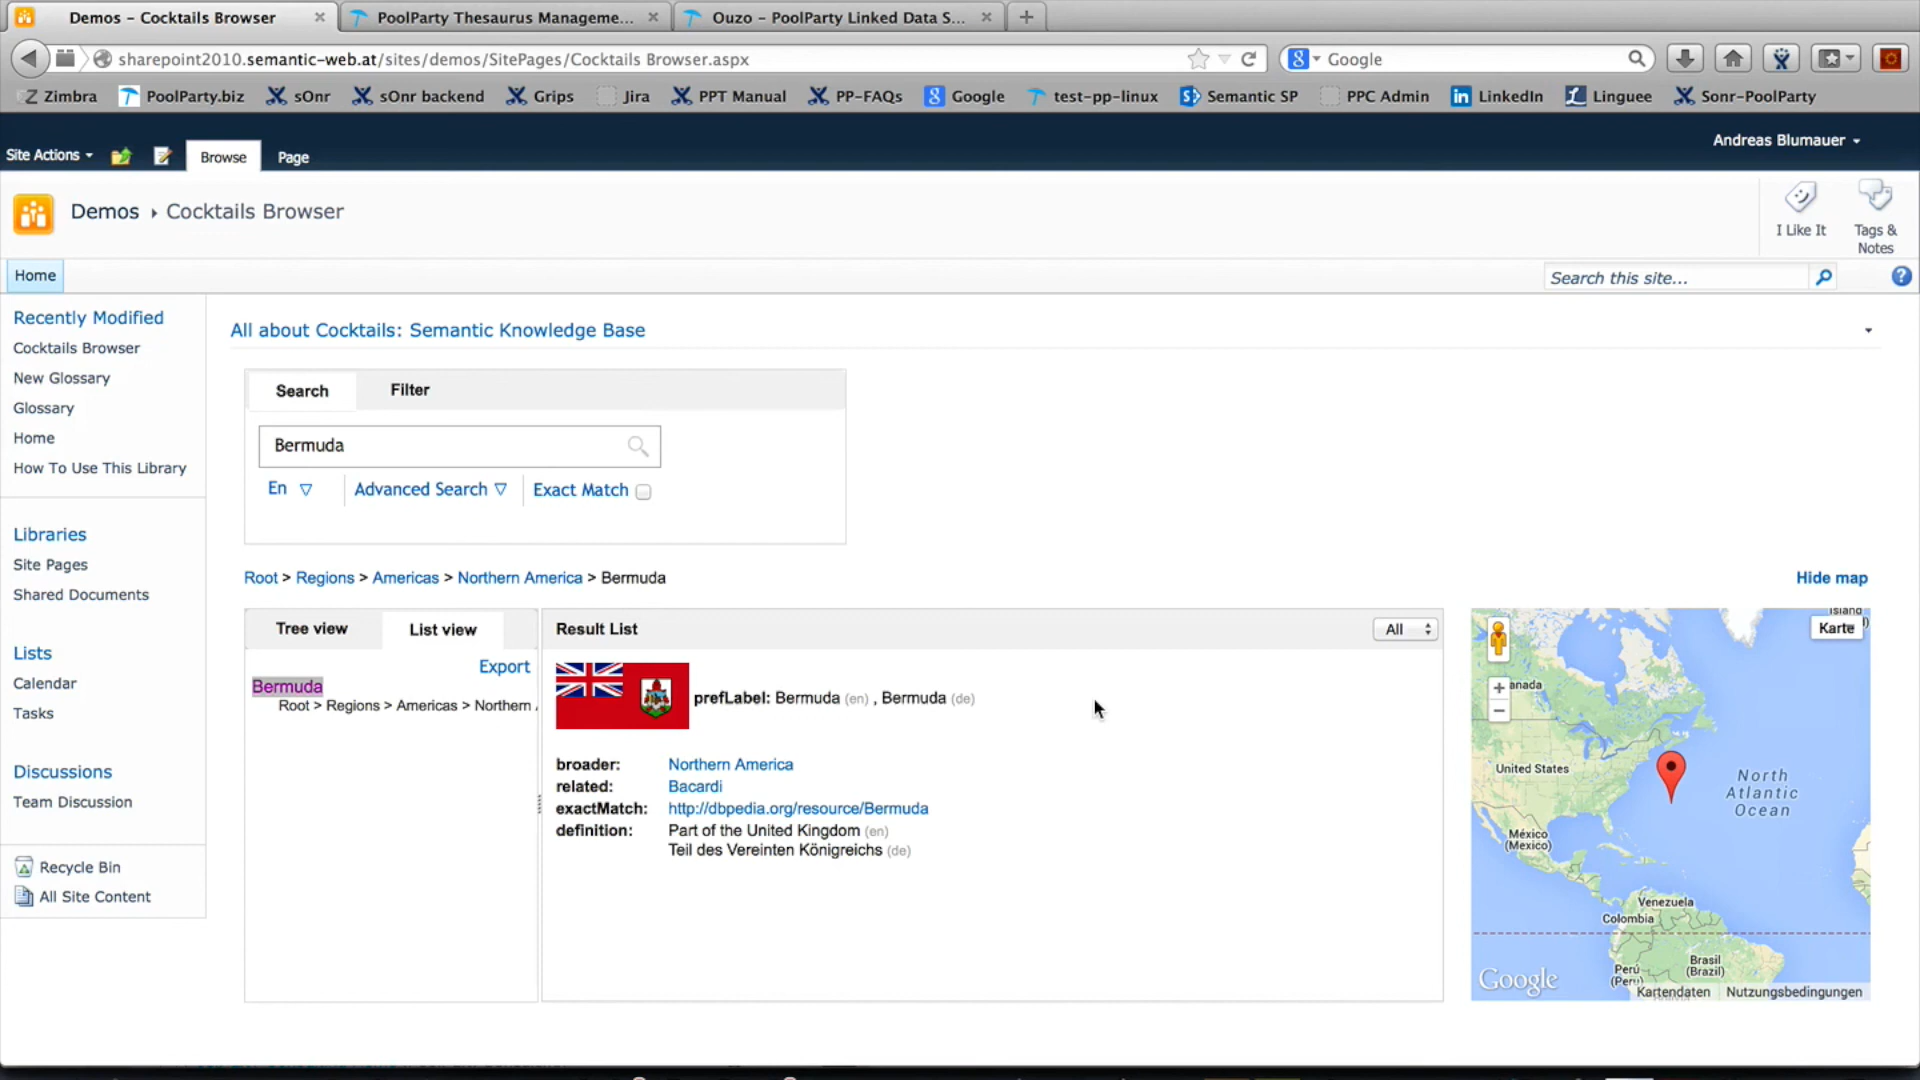 Demos – Cocktails Browser
PoolParty Thesaurus Manageme...
Ouzo – PoolParty Linked Data S...
sharepoint2010.semantic-web.at/sites/demos/SitePages/Cocktails Browser.aspx
Google
Zimbra
PoolParty.biz
sOnr
sOnr backend
Grips
Jira
PPT Manual
PP-FAQs
Google
test-pp-linux
Semantic SP
PPC Admin
LinkedIn
Linguee
Sonr-PoolParty
Andreas Blumauer
Site Actions
Browse
Page
Demos
Cocktails Browser
I Like It
Tags &
Notes
Home
Search this site...
Recently Modified
Cocktails Browser
New Glossary
Glossary
Home
How To Use This Library
Libraries
Site Pages
Shared Documents
Lists
Calendar
Tasks
Discussions
Team Discussion
Recycle Bin
All Site Content
All about Cocktails: Semantic Knowledge Base
Search
Filter
Bermuda
En
Advanced Search
Exact Match
Root > Regions > Americas > Northern America > Bermuda
Hide map
Tree view
List view
Export
Bermuda
Root > Regions > Americas > Northern
Result List
All
prefLabel: Bermuda (en) , Bermuda (de)
broader: Northern America
related: Bacardi
exactMatch: http://dbpedia.org/resource/Bermuda
definition: Part of the United Kingdom (en)
Teil des Vereinten Königreichs (de)
Island
Karte
anada
United States
North
Atlantic
Ocean
México
(Mexico)
Venezuela
Colombia
Brasil
(Brazil)
Perú
(Peru)
Google
Kartendaten
Nutzungsbedingungen